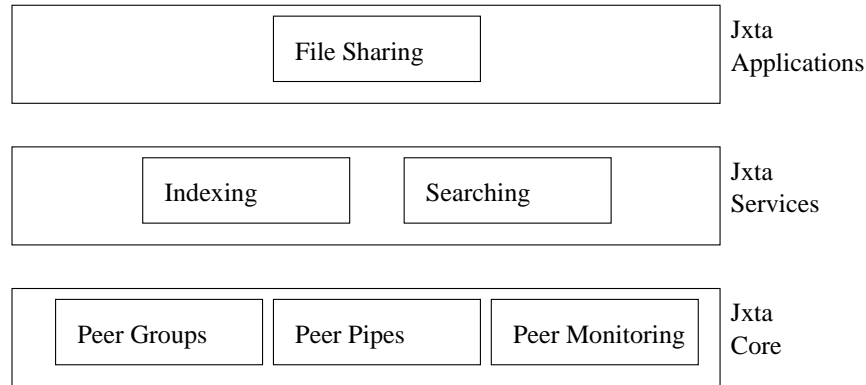 File Sharing
Jxta
Applications
Indexing
Searching
Jxta
Services
Peer Groups
Peer Pipes
Peer Monitoring
Jxta
Core